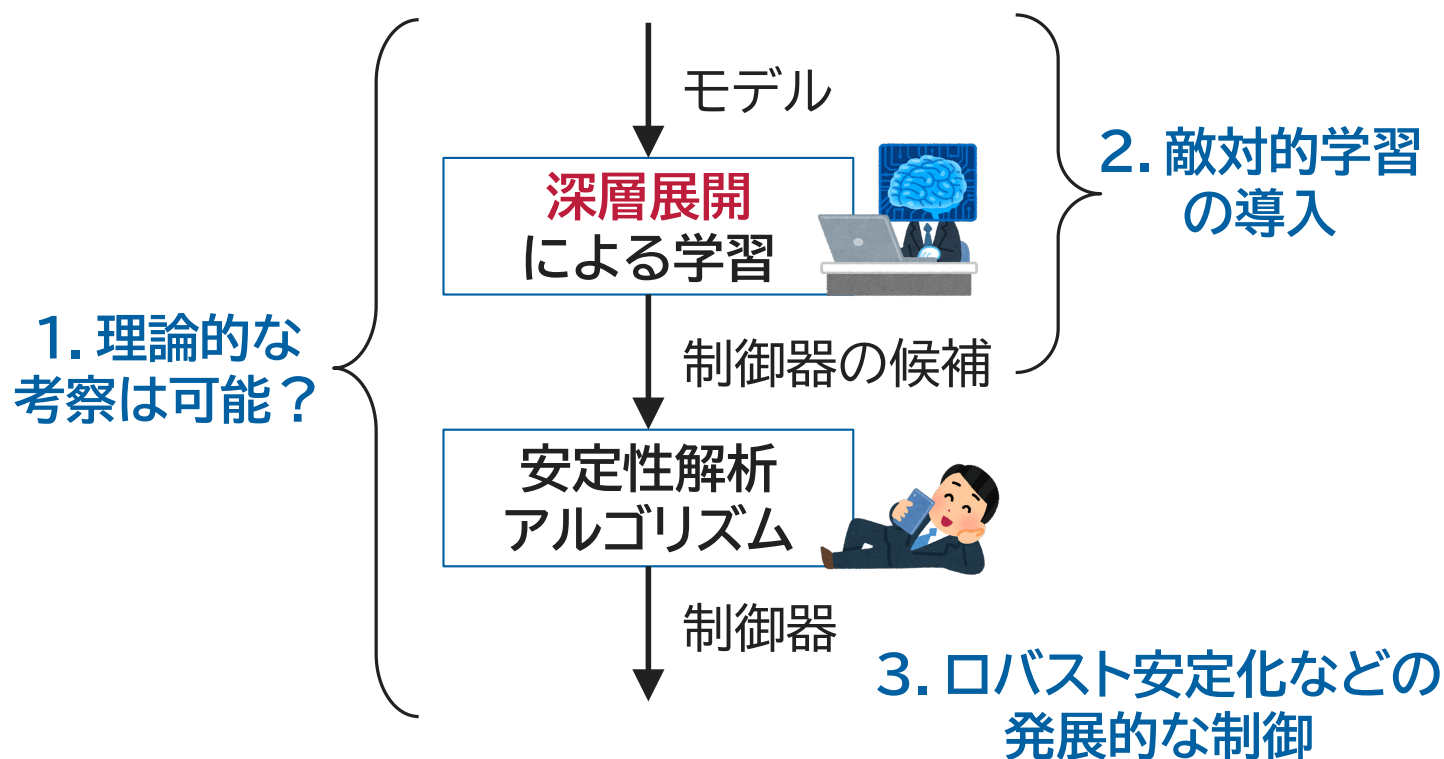 モデル
深層展開
による学習
2. 敵対的学習
の導入
1. 理論的な
考察は可能？
制御器の候補
安定性解析
アルゴリズム
制御器
3. ロバスト安定化などの
発展的な制御